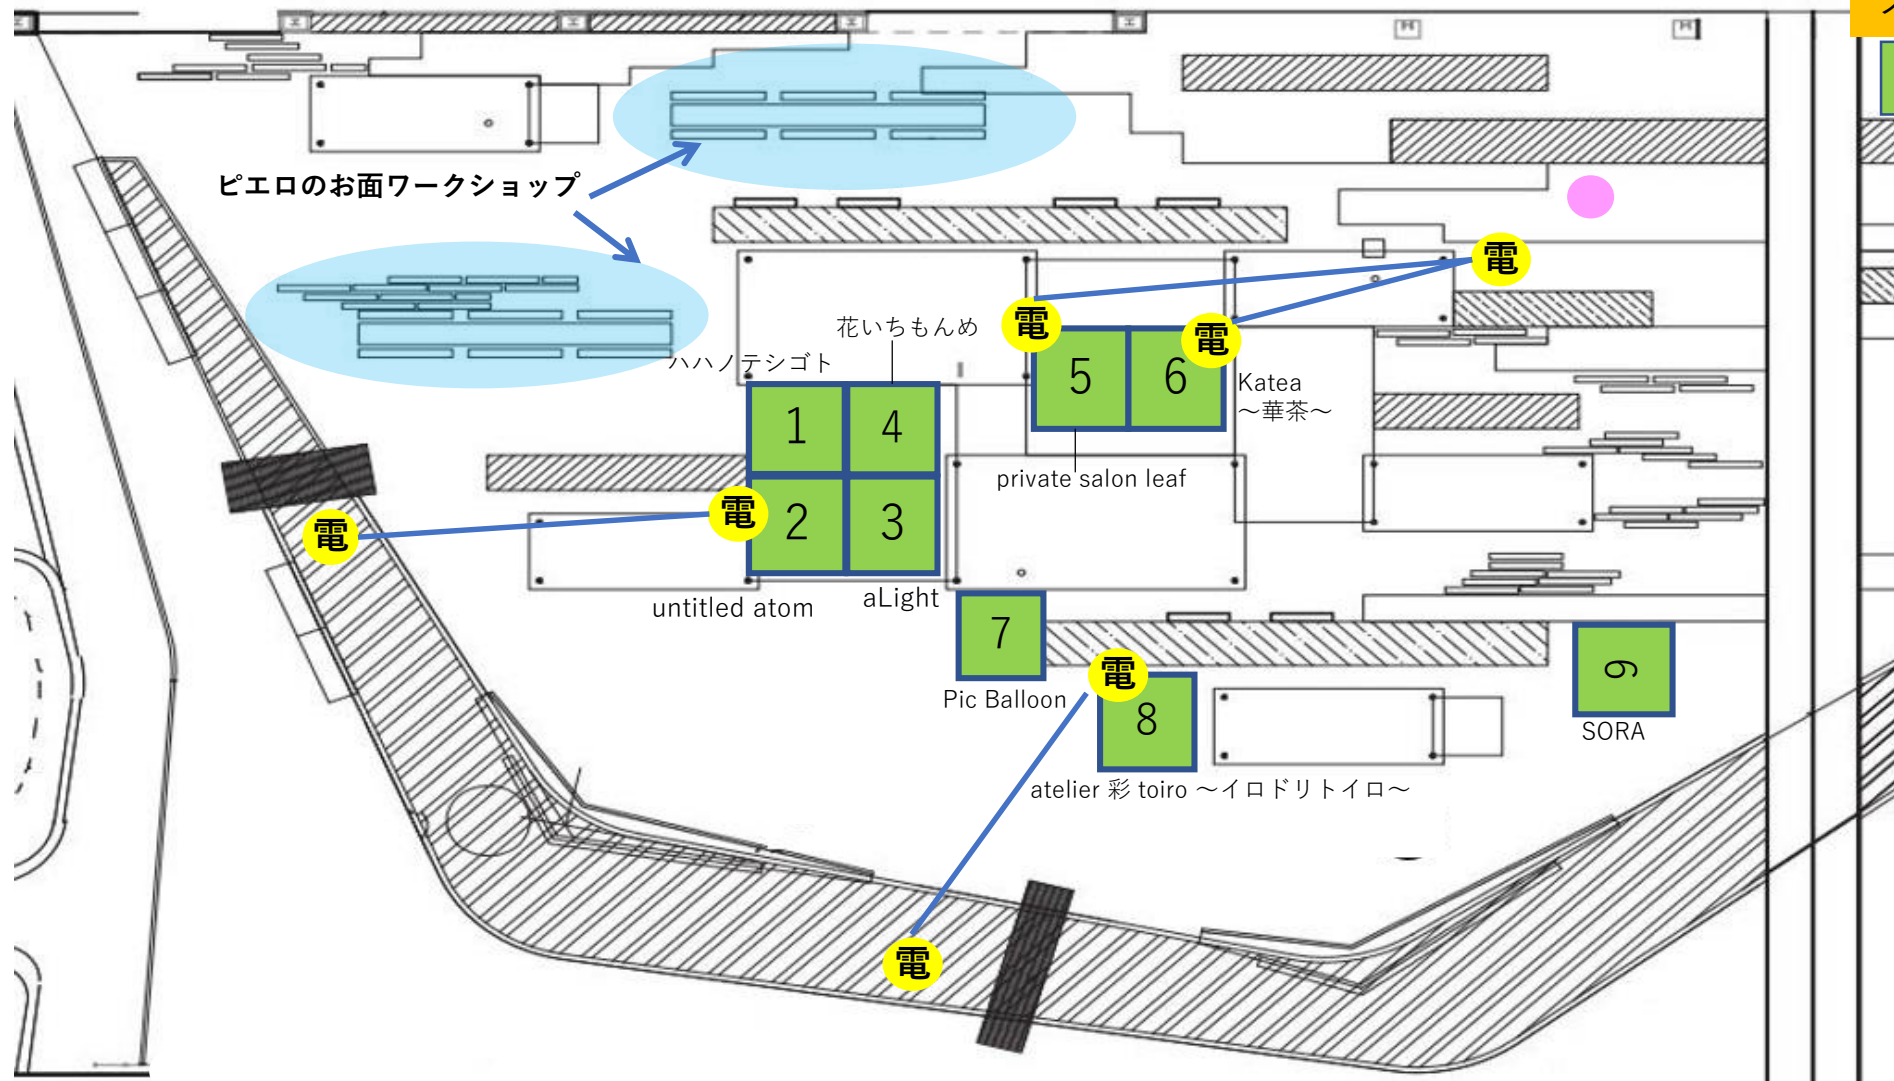 ピエロのお面ワークショップ
電
花いちもんめ
電
電
ハハノテシゴト
5
6
Katea
～華茶～
1
4
private salon leaf
電
電
2
3
untitled atom
aLight
7
電
9
Pic Balloon
8
SORA
atelier 彩 toiro ～イロドリトイロ～
電